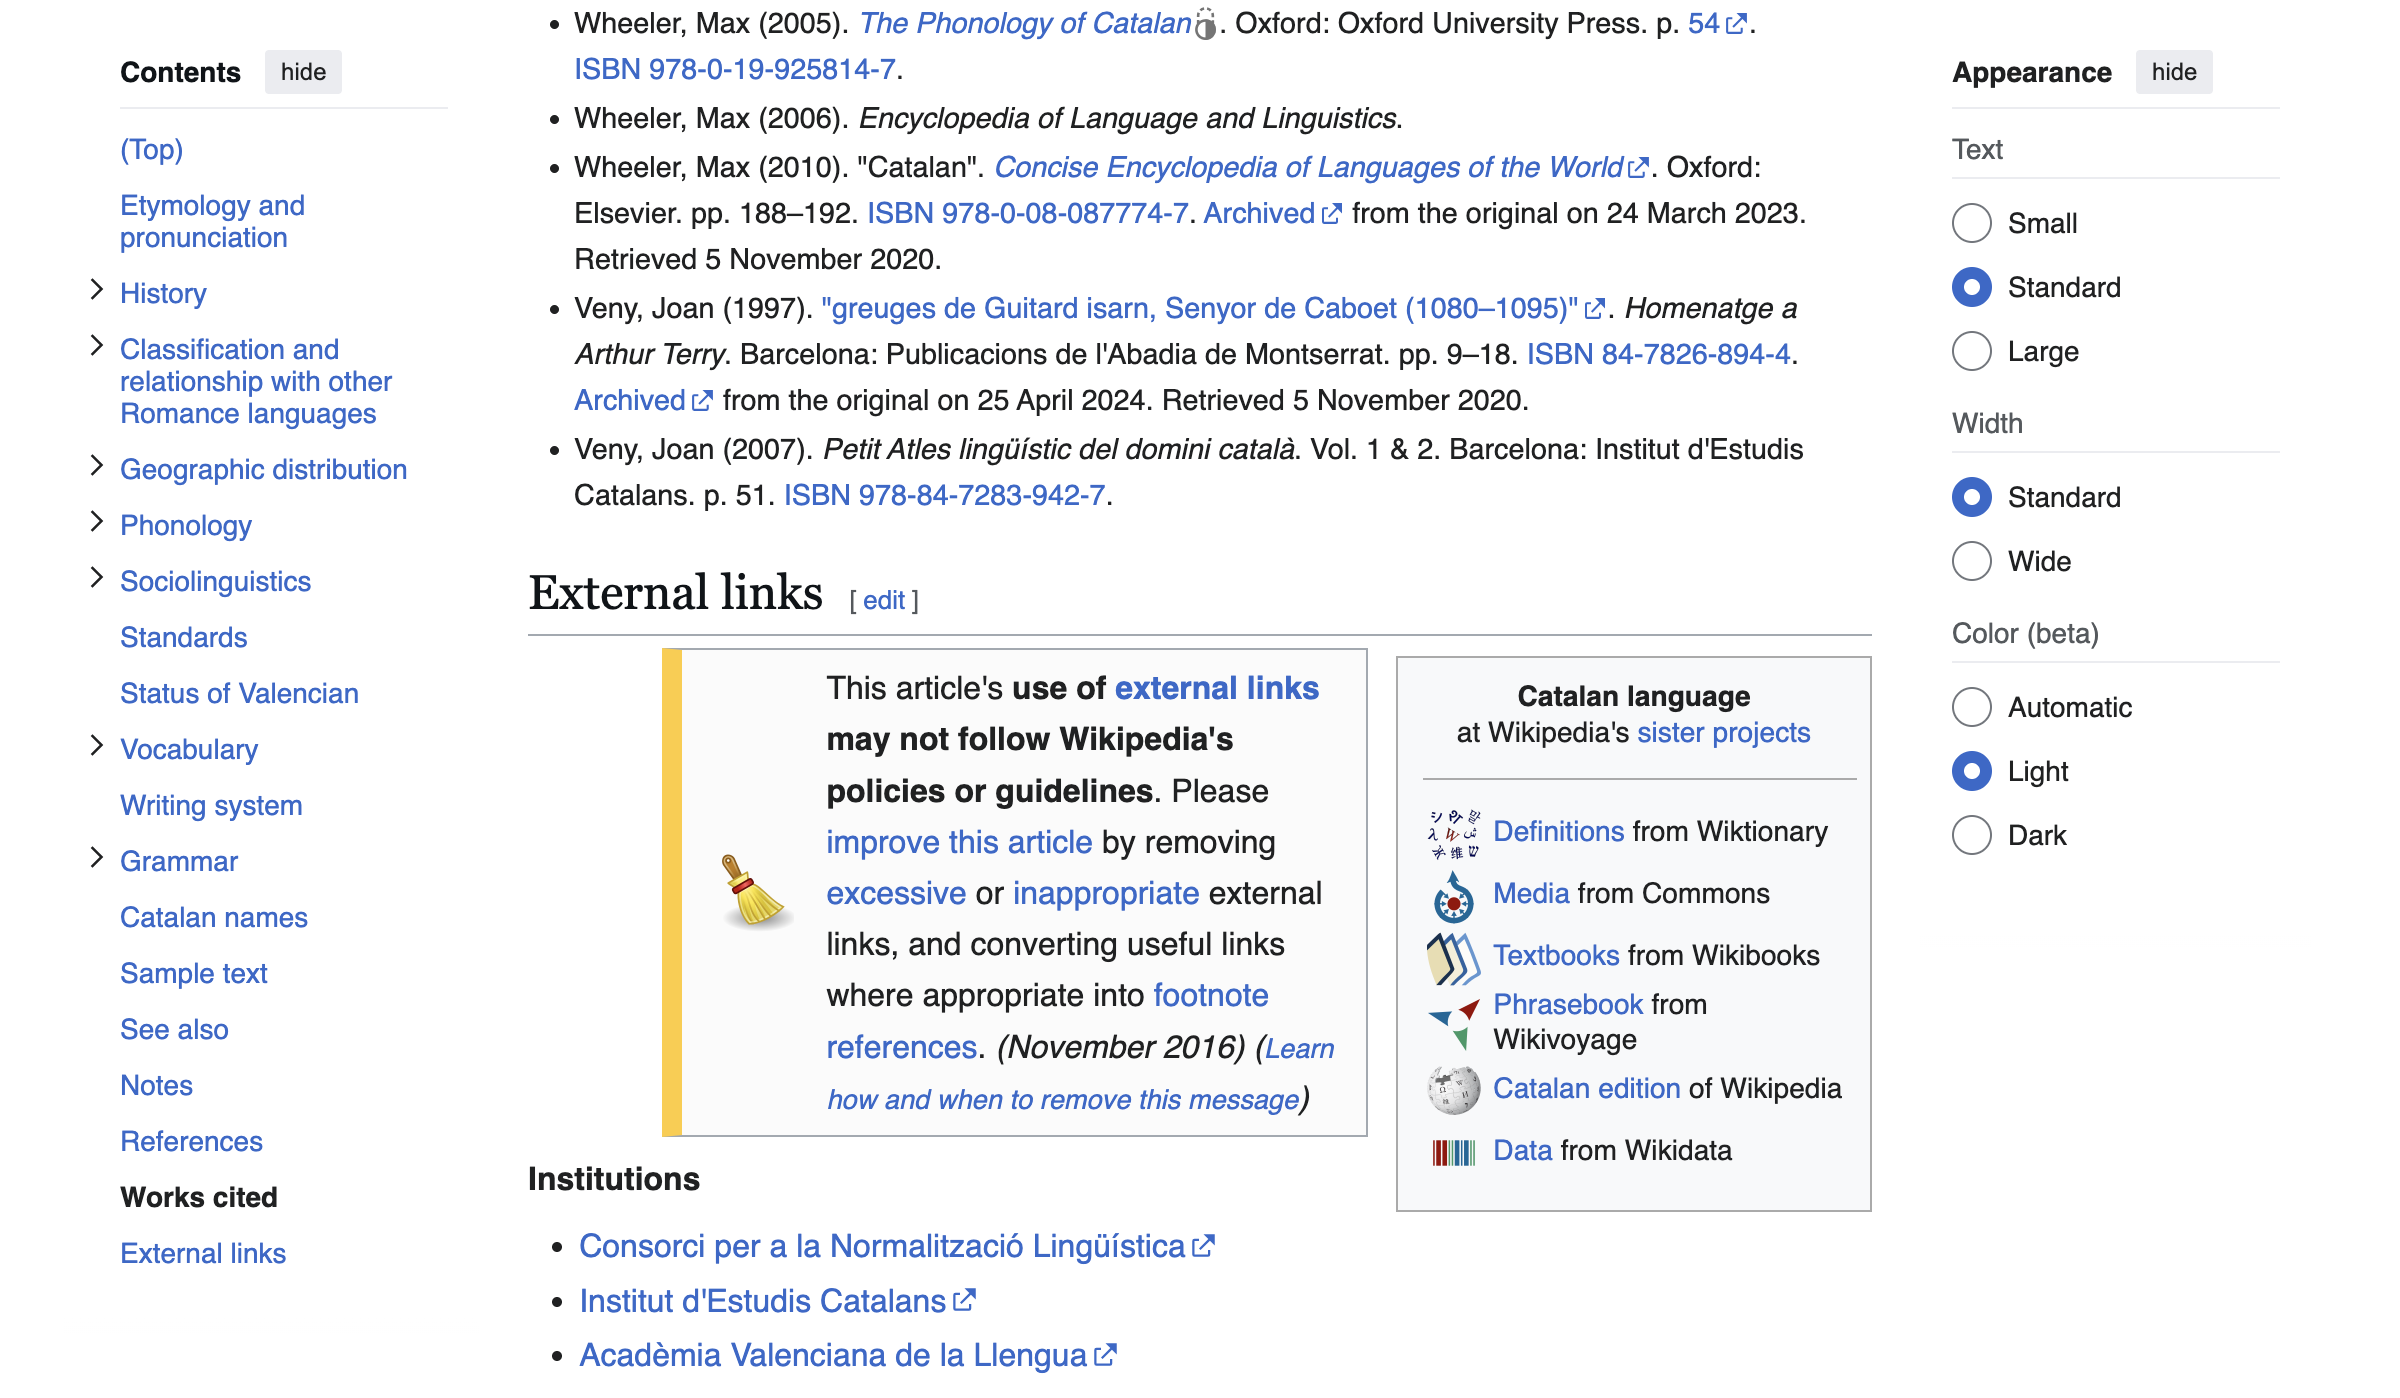 Contents hide
(Top)
Etymology and
pronunciation
History
Classification and
relationship with other
Romance languages
Geographic distribution
Phonology
Sociolinguistics
Standards
Status of Valencian
Vocabulary
Writing system
Grammar
Catalan names
Sample text
See also
Notes
References
Works cited
External links
Wheeler, Max (2005). The Phonology of Catalan. Oxford: Oxford University Press. p. 54.
ISBN 978-0-19-925814-7.
Wheeler, Max (2006). Encyclopedia of Language and Linguistics.
Wheeler, Max (2010). "Catalan". Concise Encyclopedia of Languages of the World. Oxford:
Elsevier. pp. 188–192. ISBN 978-0-08-087774-7. Archived from the original on 24 March 2023.
Retrieved 5 November 2020.
Veny, Joan (1997). "greuges de Guitard isarn, Senyor de Caboet (1080–1095)". Homenatge a
Arthur Terry. Barcelona: Publicacions de l'Abadia de Montserrat. pp. 9–18. ISBN 84-7826-894-4.
Archived from the original on 25 April 2024. Retrieved 5 November 2020.
Veny, Joan (2007). Petit Atles lingüístic del domini català. Vol. 1 & 2. Barcelona: Institut d'Estudis
Catalans. p. 51. ISBN 978-84-7283-942-7.
External links [ edit ]
This article's use of external links
may not follow Wikipedia's
policies or guidelines. Please
improve this article by removing
excessive or inappropriate external
links, and converting useful links
where appropriate into footnote
references. (November 2016) (Learn
how and when to remove this message)
Catalan language
at Wikipedia's sister projects
Definitions from Wiktionary
Media from Commons
Textbooks from Wikibooks
Phrasebook from
Wikivoyage
Catalan edition of Wikipedia
Data from Wikidata
Institutions
Consorci per a la Normalització Lingüística
Institut d'Estudis Catalans
Acadèmia Valenciana de la Llengua
Appearance hide
Text
Small
Standard
Large
Width
Standard
Wide
Color (beta)
Automatic
Light
Dark